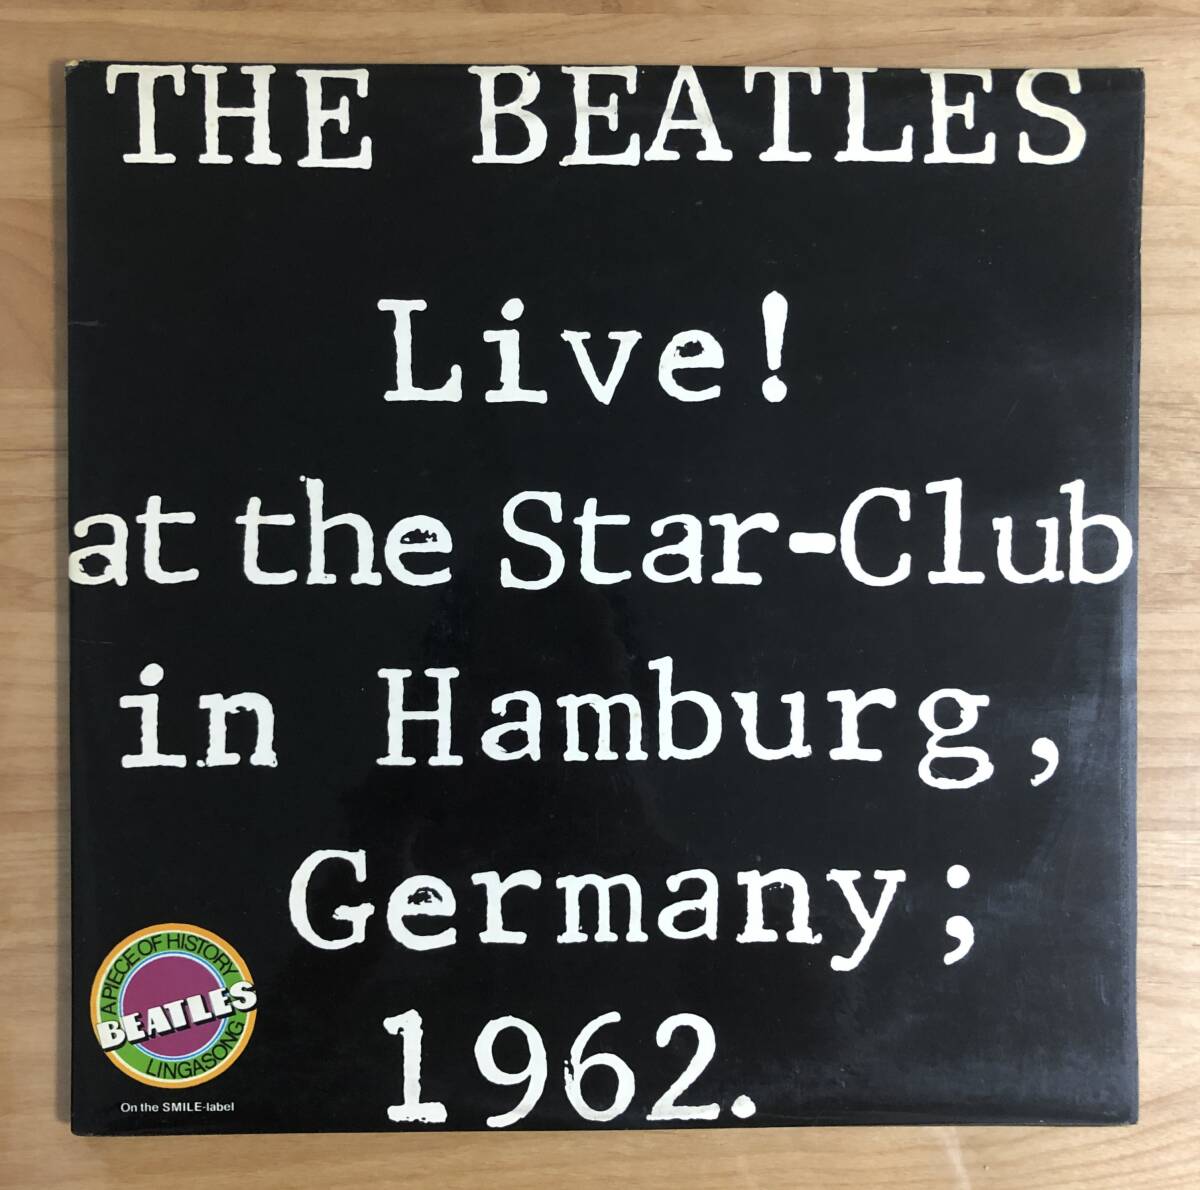 THE BEATLES
Live!
at the Star-Club
in Hamburg,
Germany;
1962.
A PIECE OF HISTORY
BEATLES
LINGASONG
On the SMILE-label